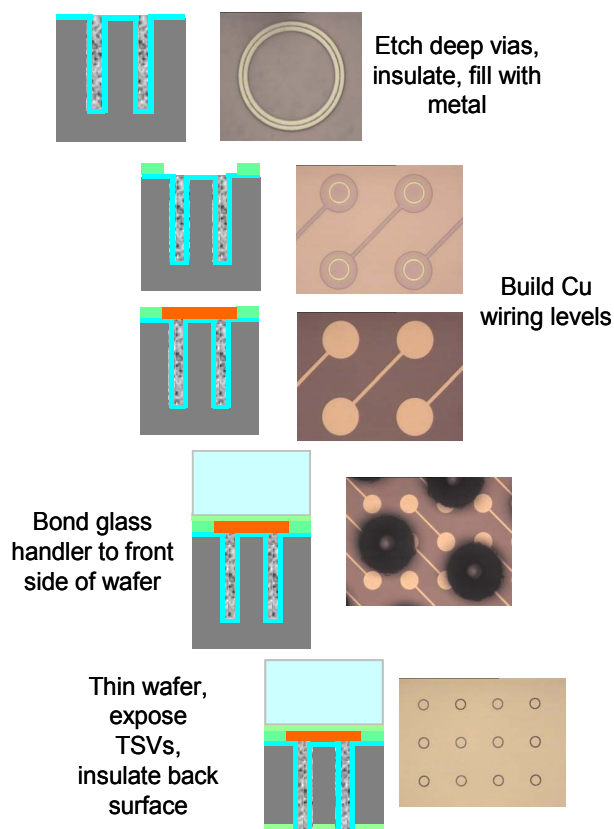 Etch deep vias,
insulate, fill with
metal
Build Cu
wiring levels
Bond glass
handler to front
side of wafer
Thin wafer,
expose
TSVs,
insulate back
surface